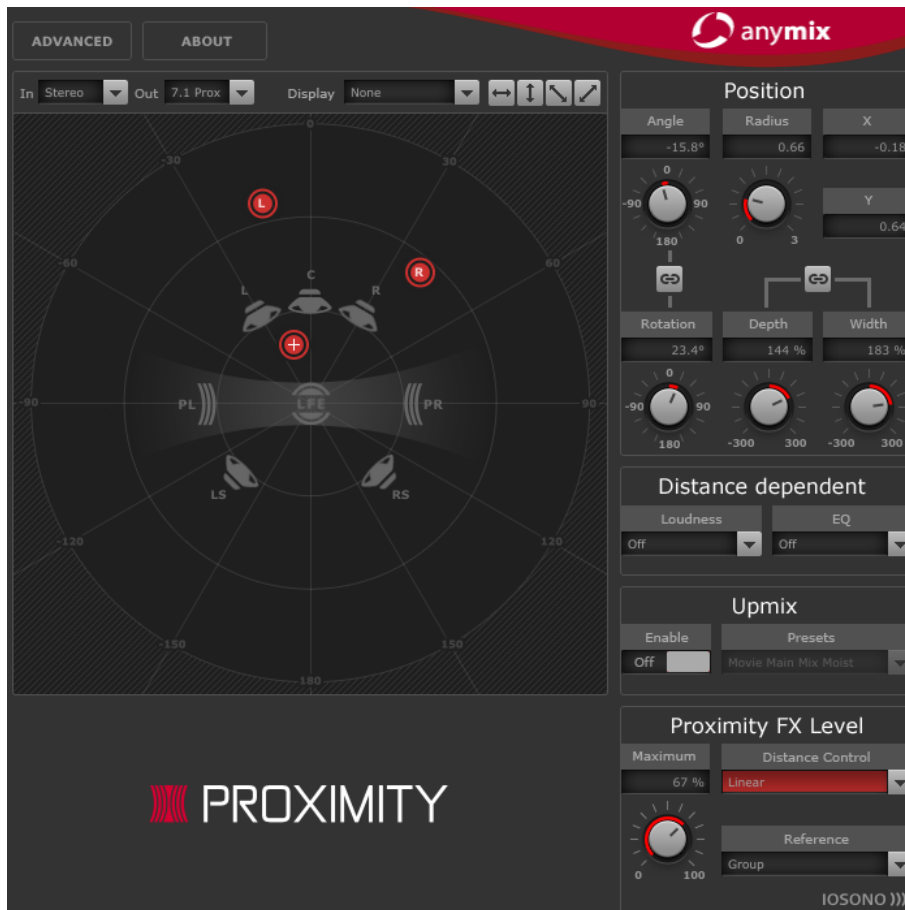 ADVANCED ABOUT
anymix
In Stereo Out 7.1 Prox Display None
0
-30 30
-60 60
-90 90
-120 120
-150 150
180
C
L R
L
R
PL LFE PR
LS RS
Position
Angle Radius X
-15.8° 0.66 -0.18
0
-90 90
180
0 3
Y
0.64
Rotation Depth Width
23.4° 144 % 183 %
0
-90 90
180
-300 300 -300 300
Distance dependent
Loudness EQ
Off Off
Upmix
Enable Presets
Off Movie Main Mix Moist
Proximity FX Level
Maximum Distance Control
67 % Linear
0 100
Reference
Group
PROXIMITY
IOSONO